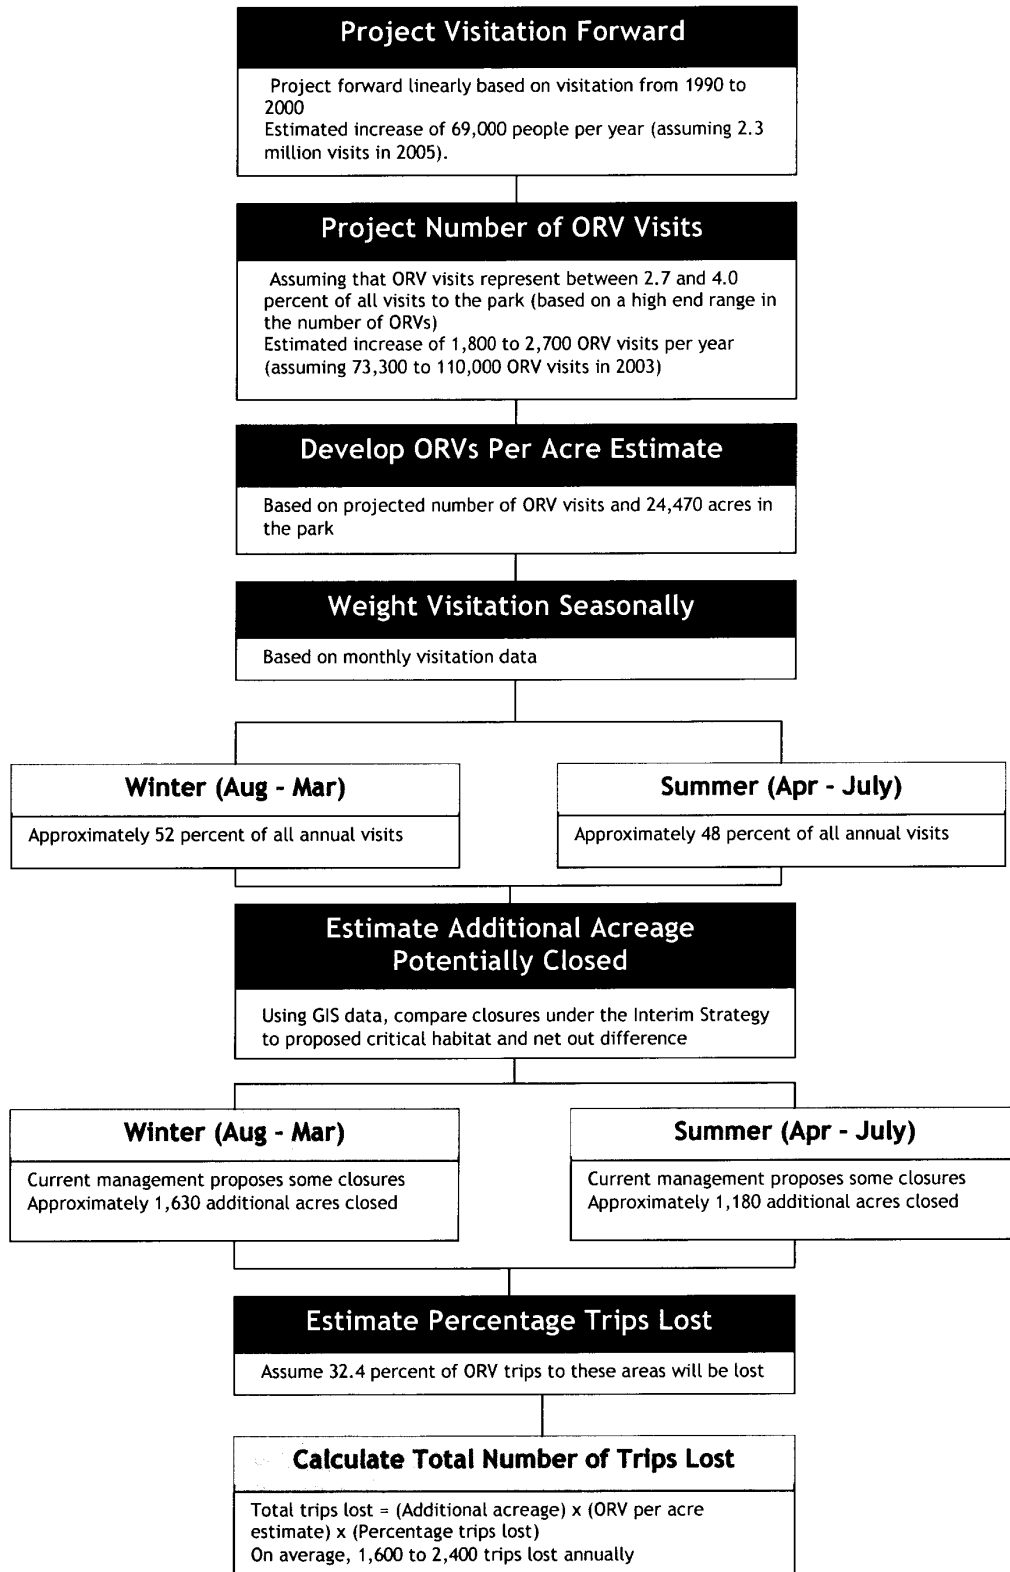 Project Visitation Forward
Project forward linearly based on visitation from 1990 to
2000
Estimated increase of 69,000 people per year (assuming 2.3
million visits in 2005).
Project Number of ORV Visits
Assuming that ORV visits represent between 2.7 and 4.0
percent of all visits to the park (based on a high end range in
the number of ORVs)
Estimated increase of 1,800 to 2,700 ORV visits per year
(assuming 73,300 to 110,000 ORV visits in 2003)
Develop ORVs Per Acre Estimate
Based on projected number of ORV visits and 24,470 acres in
the park
Weight Visitation Seasonally
Based on monthly visitation data
Winter (Aug - Mar)
Approximately 52 percent of all annual visits
Summer (Apr - July)
Approximately 48 percent of all annual visits
Estimate Additional Acreage
Potentially Closed
Using GIS data, compare closures under the Interim Strategy
to proposed critical habitat and net out difference
Winter (Aug - Mar)
Current management proposes some closures
Approximately 1,630 additional acres closed
Summer (Apr - July)
Current management proposes some closures
Approximately 1,180 additional acres closed
Estimate Percentage Trips Lost
Assume 32.4 percent of ORV trips to these areas will be lost
Calculate Total Number of Trips Lost
Total trips lost = (Additional acreage) x (ORV per acre
estimate) x (Percentage trips lost)
On average, 1,600 to 2,400 trips lost annually